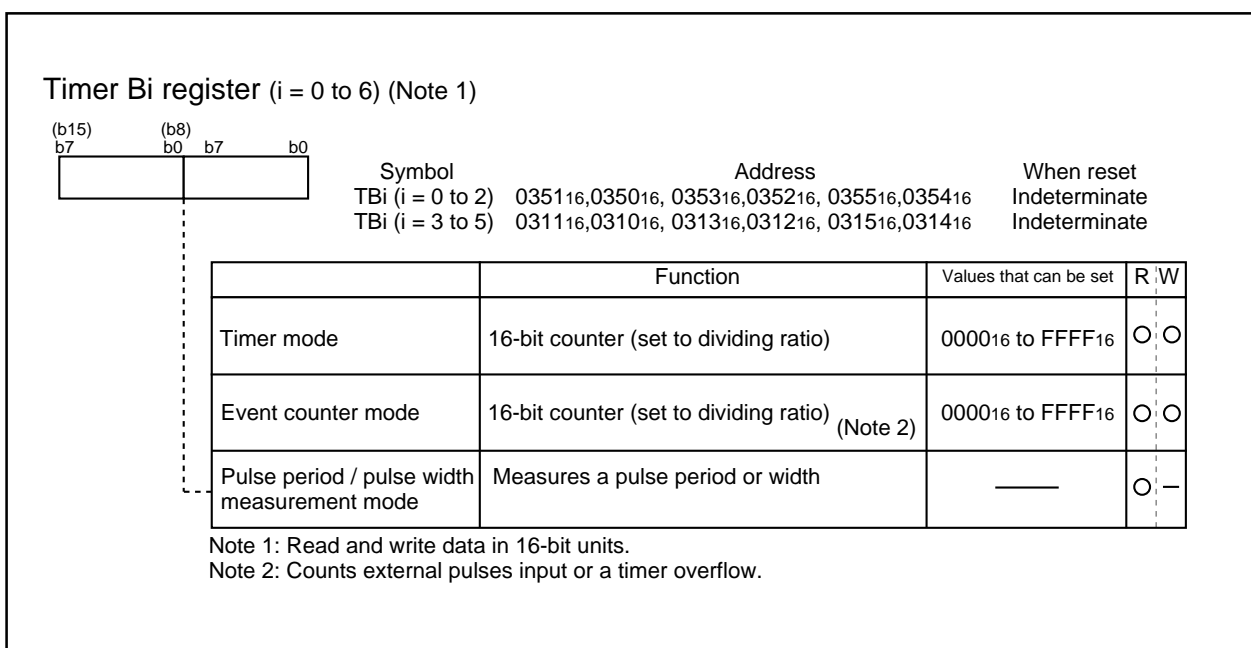 Timer Bi register (i = 0 to 6) (Note 1)
(b15) (b8)
b7 b0 b7 b0
Symbol Address When reset
TBi (i = 0 to 2) 035116,035016, 035316,035216, 035516,035416 Indeterminate
TBi (i = 3 to 5) 031116,031016, 031316,031216, 031516,031416 Indeterminate
Function Values that can be set R W
Timer mode 16-bit counter (set to dividing ratio) 000016 to FFFF16 O O
Event counter mode 16-bit counter (set to dividing ratio) (Note 2) 000016 to FFFF16 O O
Pulse period / pulse width Measures a pulse period or width
measurement mode — O –
Note 1: Read and write data in 16-bit units.
Note 2: Counts external pulses input or a timer overflow.